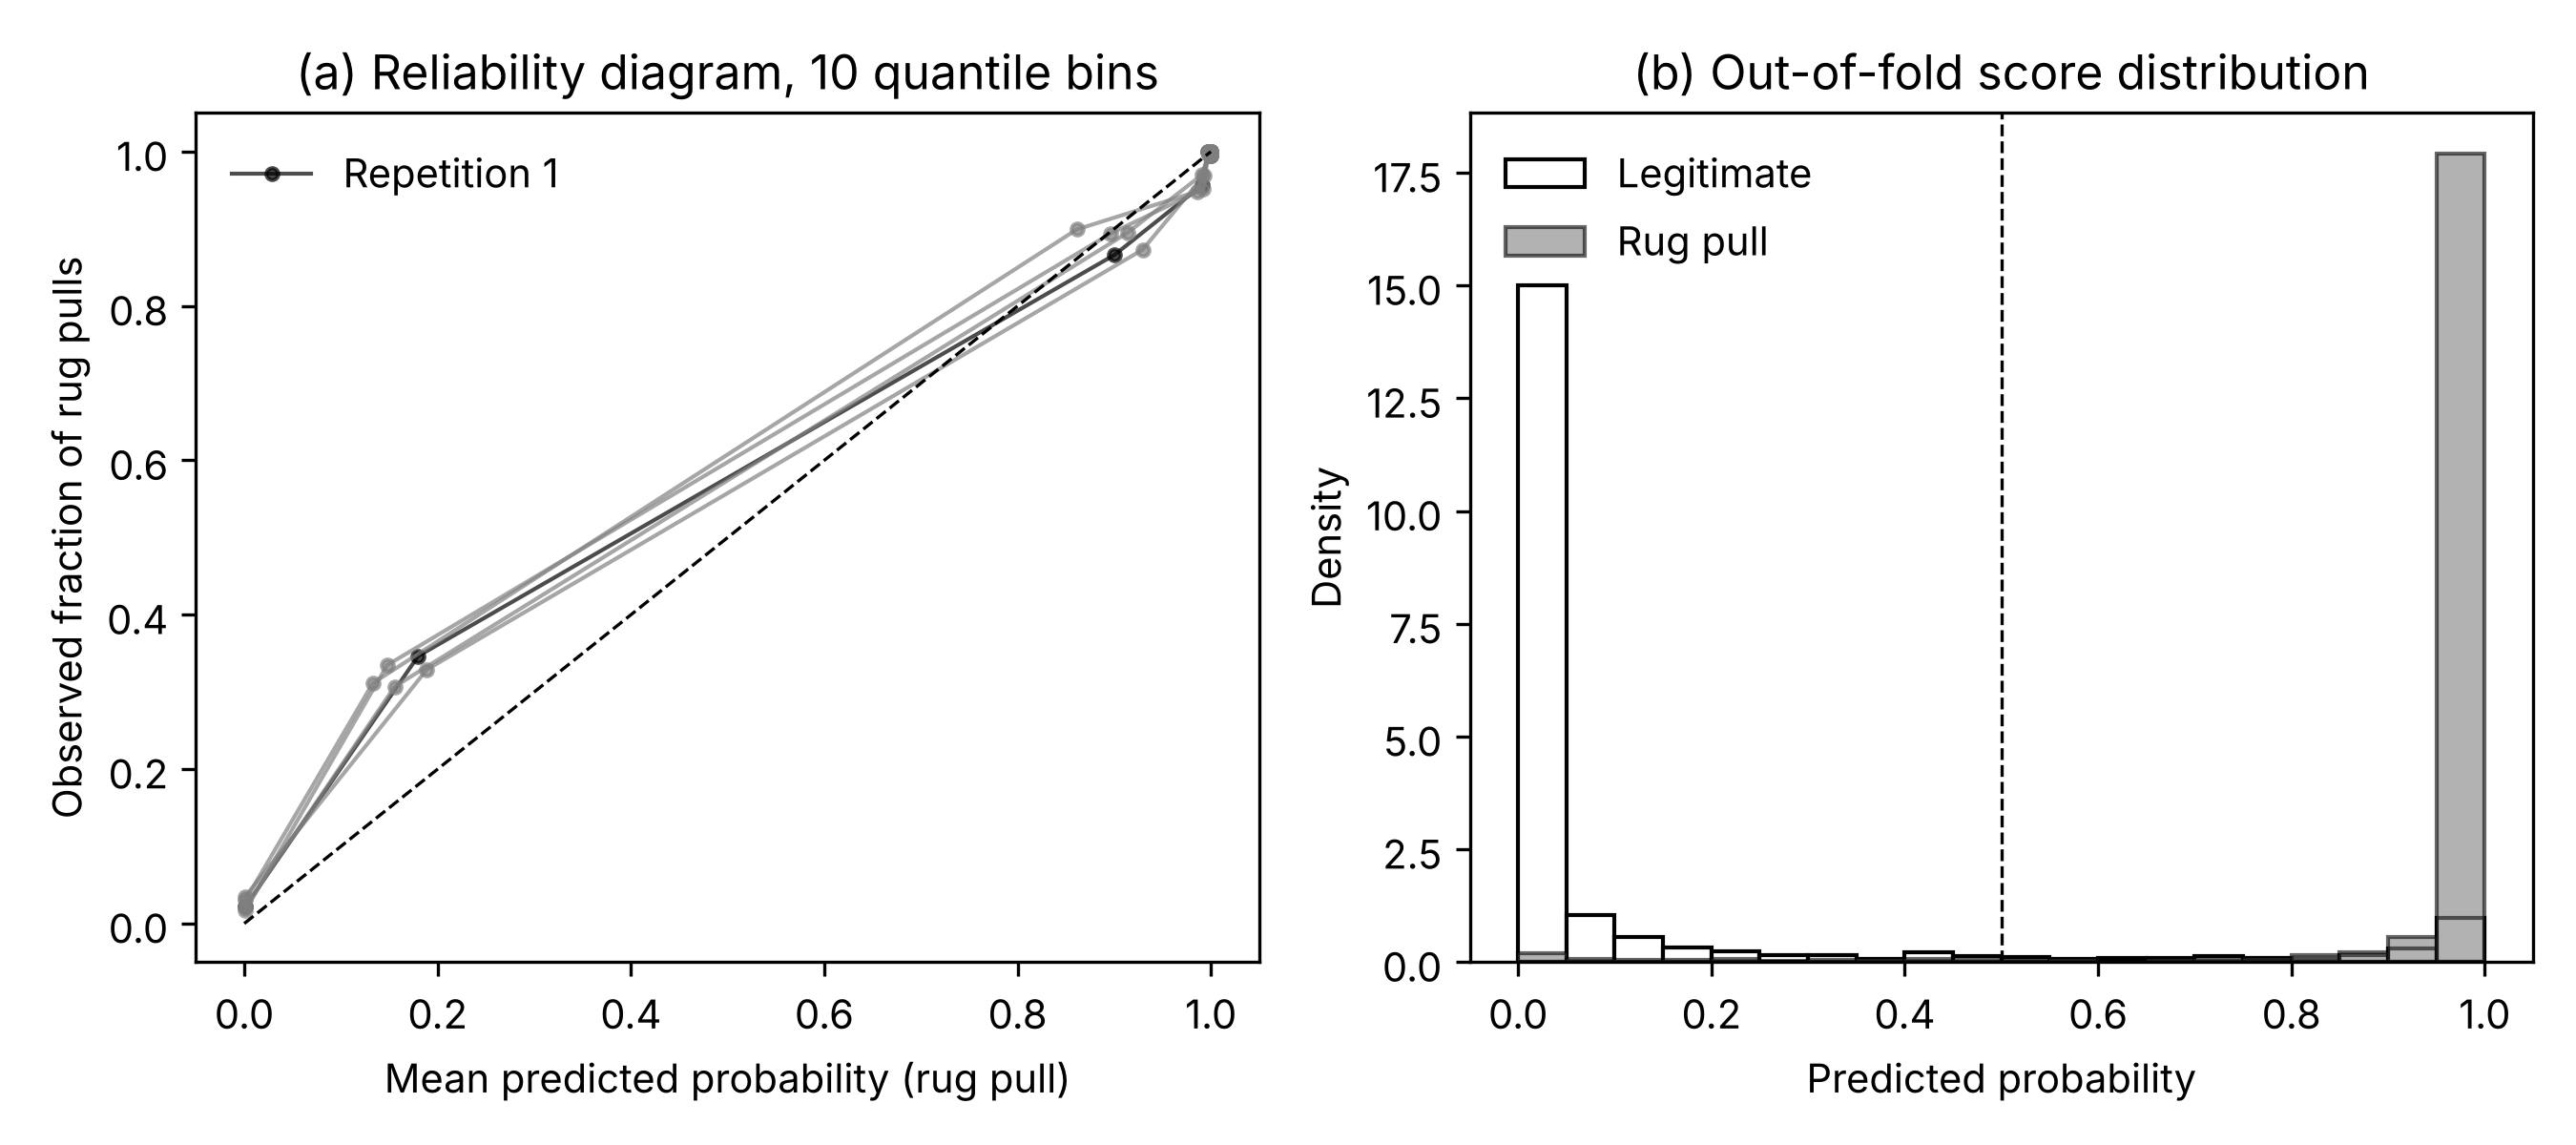 (a) Reliability diagram, 10 quantile bins
Repetition 1
1.0
0.8
0.6
0.4
0.2
0.0
Observed fraction of rug pulls
0.0 0.2 0.4 0.6 0.8 1.0
Mean predicted probability (rug pull)
(b) Out-of-fold score distribution
Legitimate
Rug pull
17.5
15.0
12.5
10.0
7.5
5.0
2.5
0.0
Density
0.0 0.2 0.4 0.6 0.8 1.0
Predicted probability